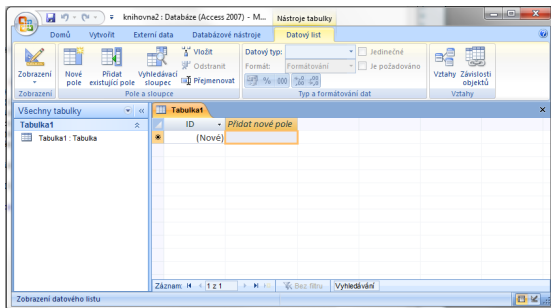 knihovna2 : Databáze (Access 2007) - M... Nástroje tabulky
Domů Vytvořit Externí data Databázové nástroje Datový list
Zobrazení
Nové pole
Přidat existující pole
Vyhledávací sloupec
Vložit
Odstranit
Přejmenovat
Datový typ:
Formát: Formátování
% 000
Jedinečné
Je požadováno
Vztahy
Závislosti objektů
Zobrazení Pole a sloupce Typ a formátování dat Vztahy
Všechny tabulky
Tabulka1
Tabulka1 : Tabulka
Tabulka1
ID Přidat nové pole
(Nové)
Záznam: 1 z 1 Bez filtru Vyhledávání
Zobrazení datového listu